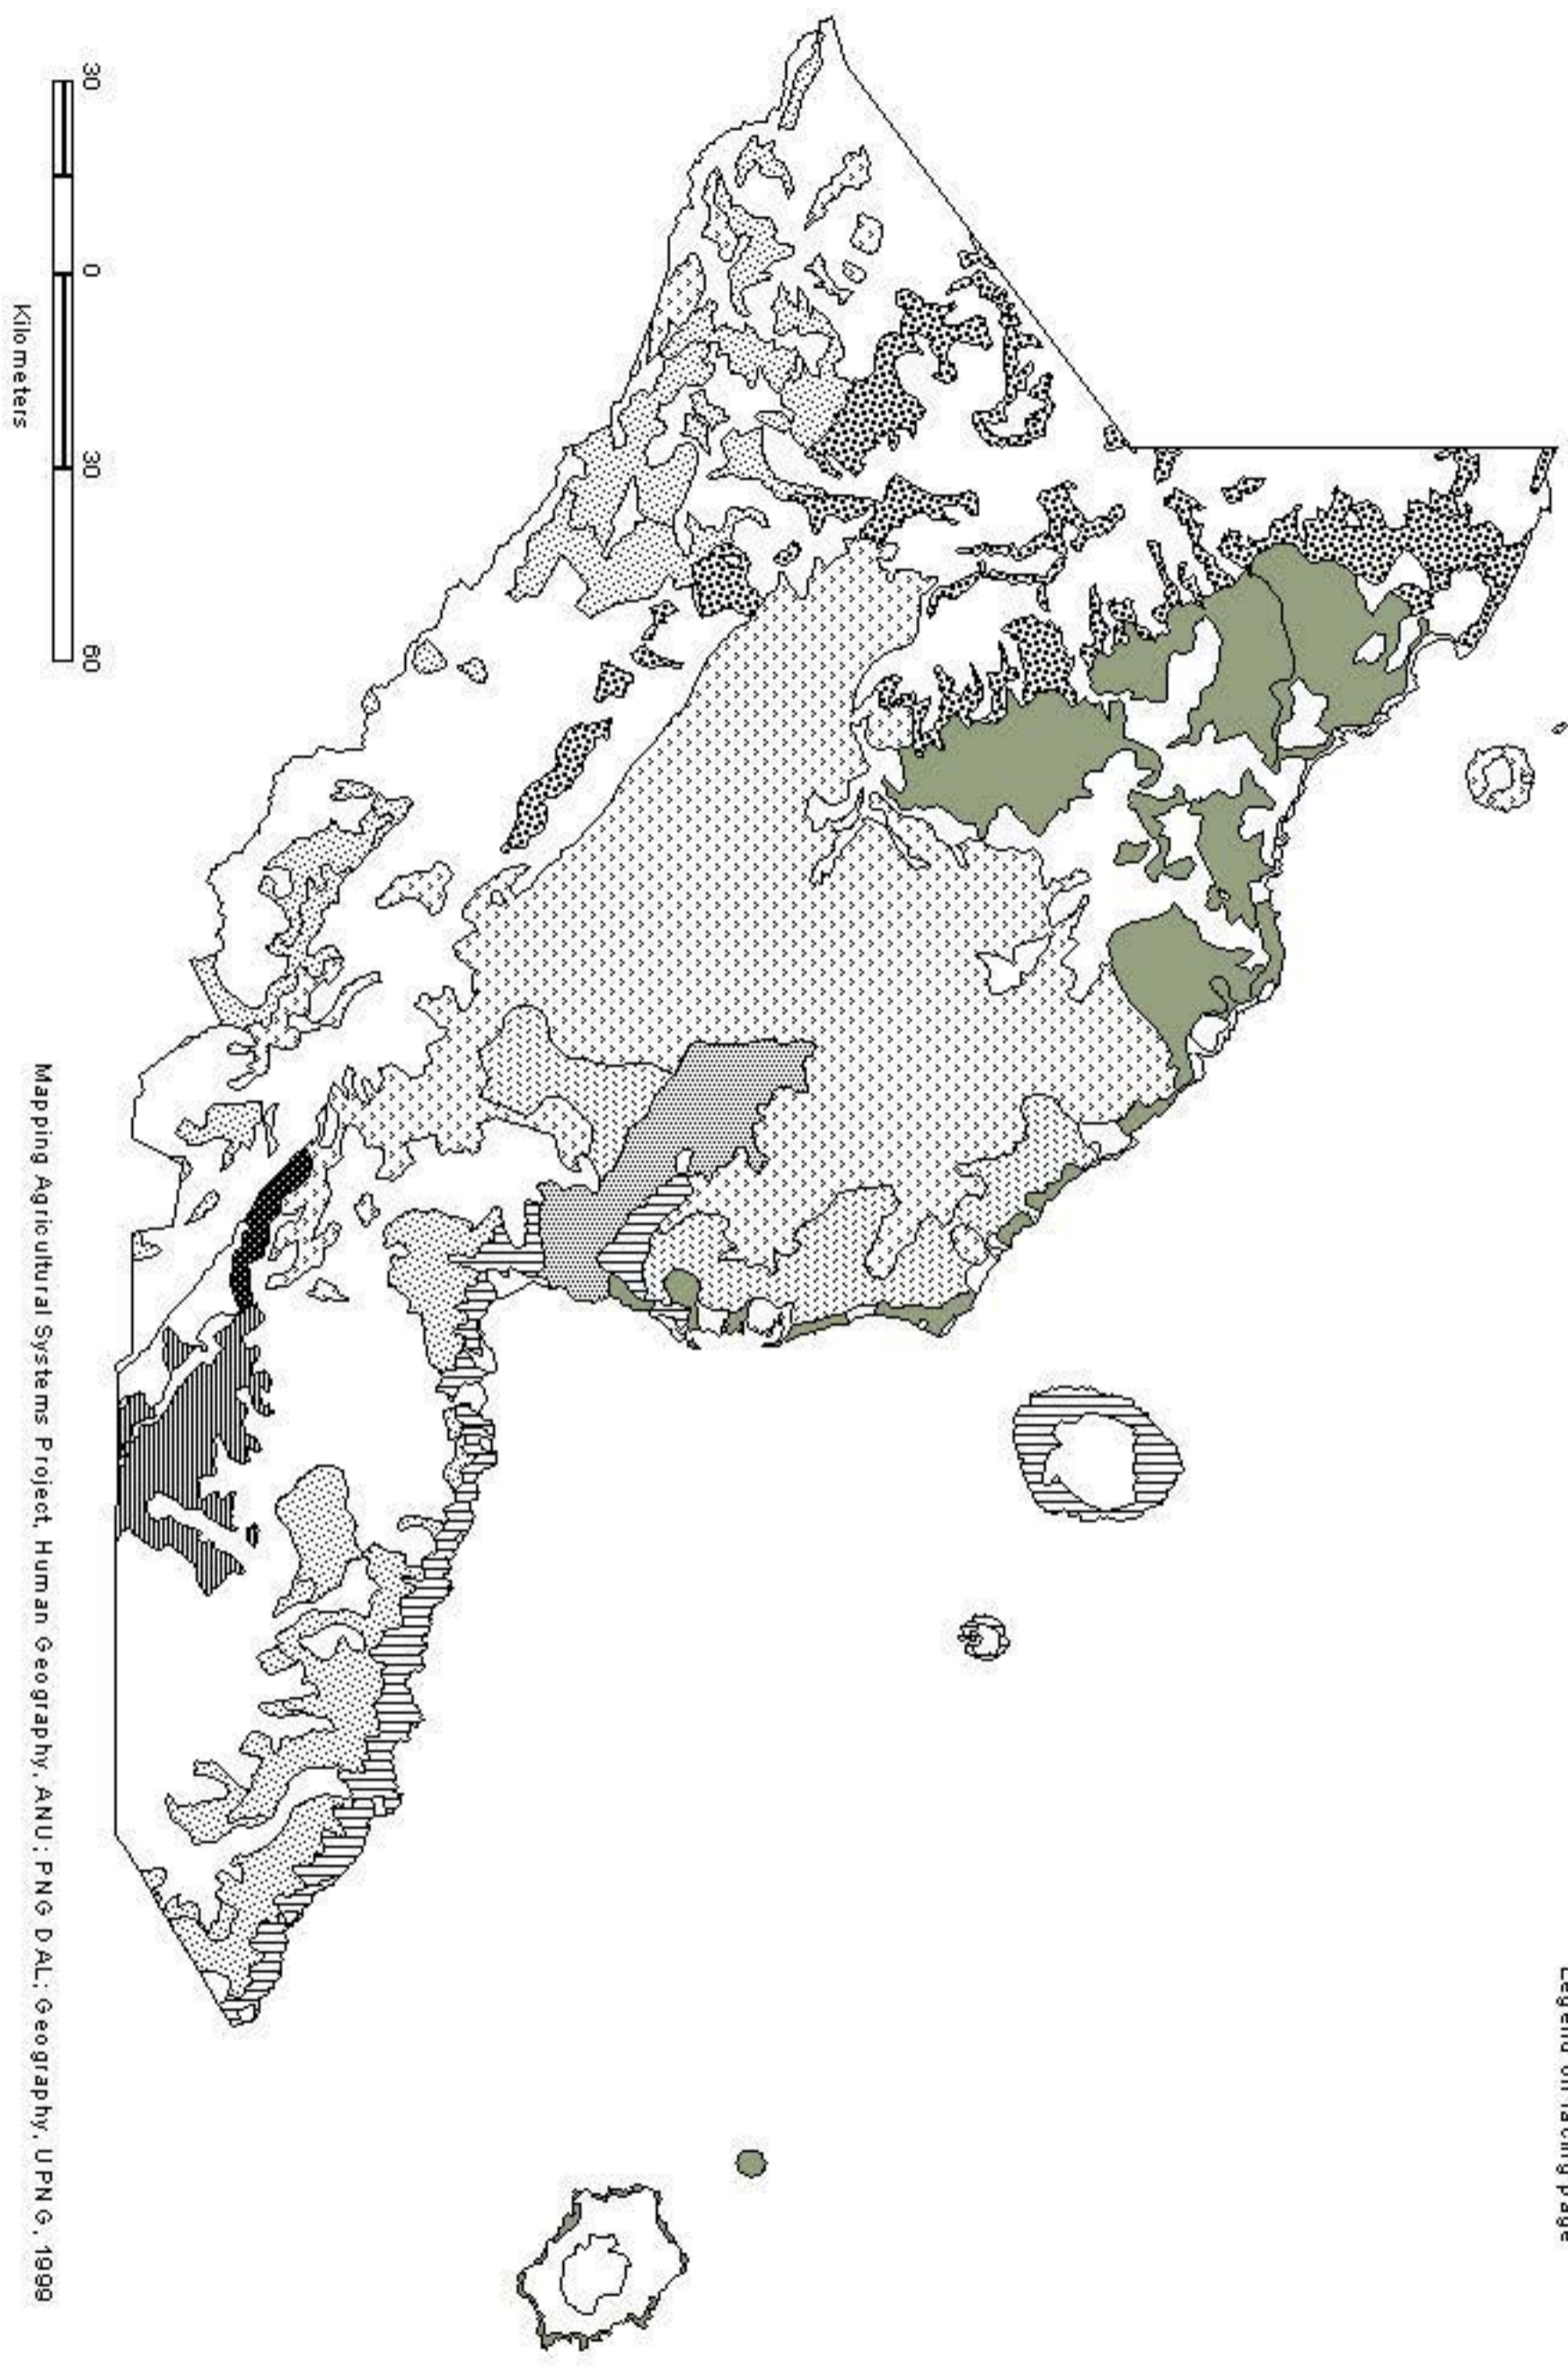 Legend on facing page
30 0 30 60
Kilometers
Mapping Agricultural Systems Project, Human Geography, ANU; PNG DAL; Geography, UPNG, 1999